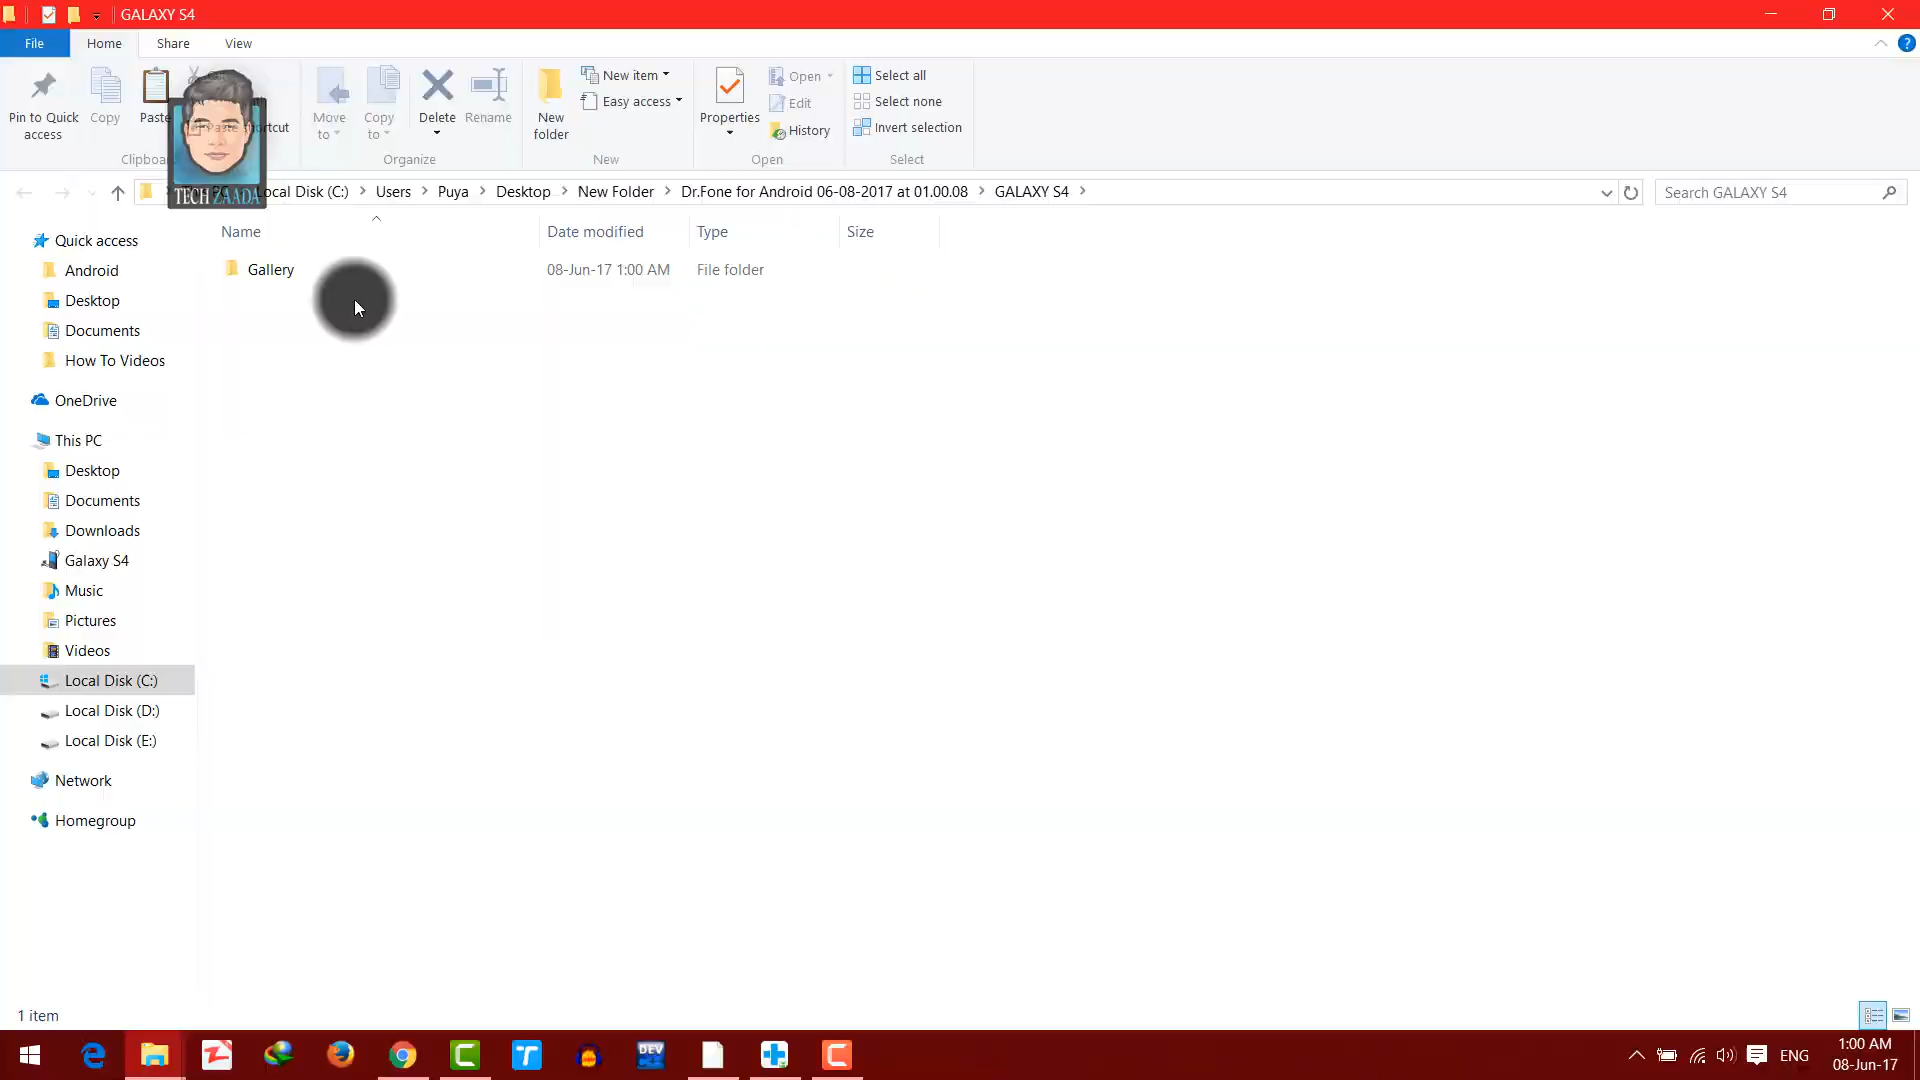 GALAXY S4
File Home Share View
Pin to Quick access
Copy
Paste
Move to
Copy to
Delete
Rename
New folder
New item
Easy access
Properties
Open
Edit
History
Select all
Select none
Invert selection
Organize
New
Open
Select
TECH ZAADA
Local Disk (C:) Users Puya Desktop New Folder Dr.Fone for Android 06-08-2017 at 01.00.08 GALAXY S4
Search GALAXY S4
Name Date modified Type Size
Gallery 08-Jun-17 1:00 AM File folder
Quick access
Android
Desktop
Documents
How To Videos
OneDrive
This PC
Desktop
Documents
Downloads
Galaxy S4
Music
Pictures
Videos
Local Disk (C:)
Local Disk (D:)
Local Disk (E:)
Network
Homegroup
1 item
DEV
ENG
1:00 AM
08-Jun-17